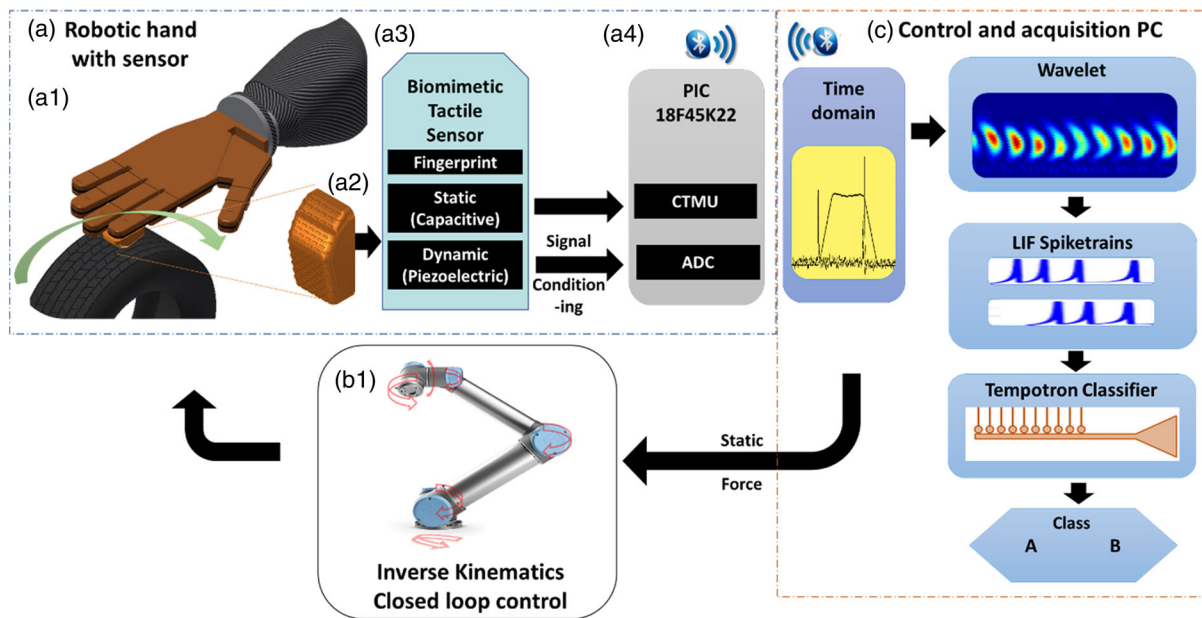 (a) Robotic hand
with sensor
(a1)
(a2)
(a3)
Biomimetic
Tactile
Sensor
Fingerprint
Static
(Capacitive)
Dynamic
(Piezoelectric)
Signal
Condition
-ing
(a4)
PIC
18F45K22
CTMU
ADC
(c) Control and acquisition PC
Time
domain
Wavelet
LIF Spiketrains
Tempotron Classifier
Class
A B
Static
Force
(b1)
Inverse Kinematics
Closed loop control